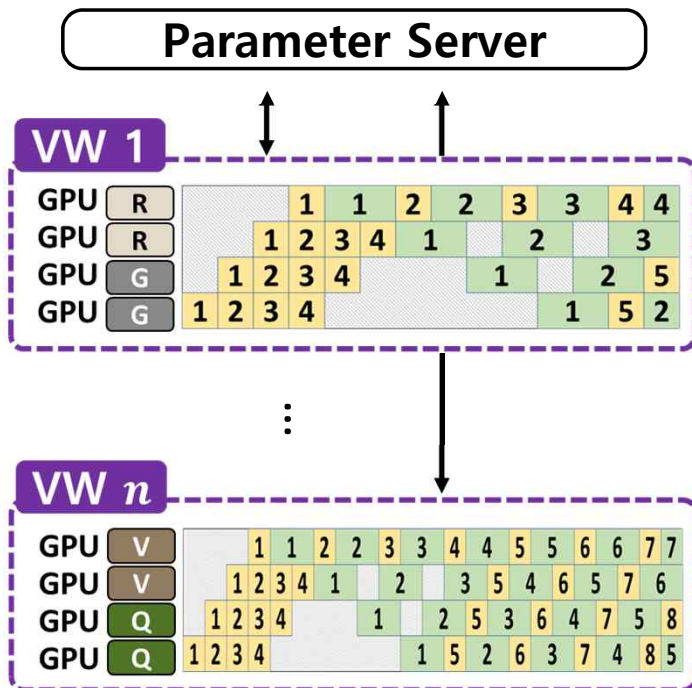 Parameter Server
VW 1
GPU R 1 1 2 2 3 3 4 4
GPU R 1 2 3 4 1 2 3
GPU G 1 2 3 4 1 2 5
GPU G 1 2 3 4 1 5 2
⋮
VW n
GPU V 1 1 2 2 3 3 4 4 5 5 6 6 7 7
GPU V 1 2 3 4 1 2 3 5 4 6 5 7 6
GPU Q 1 2 3 4 1 2 5 3 6 4 7 5 8
GPU Q 1 2 3 4 1 5 2 6 3 7 4 8 5